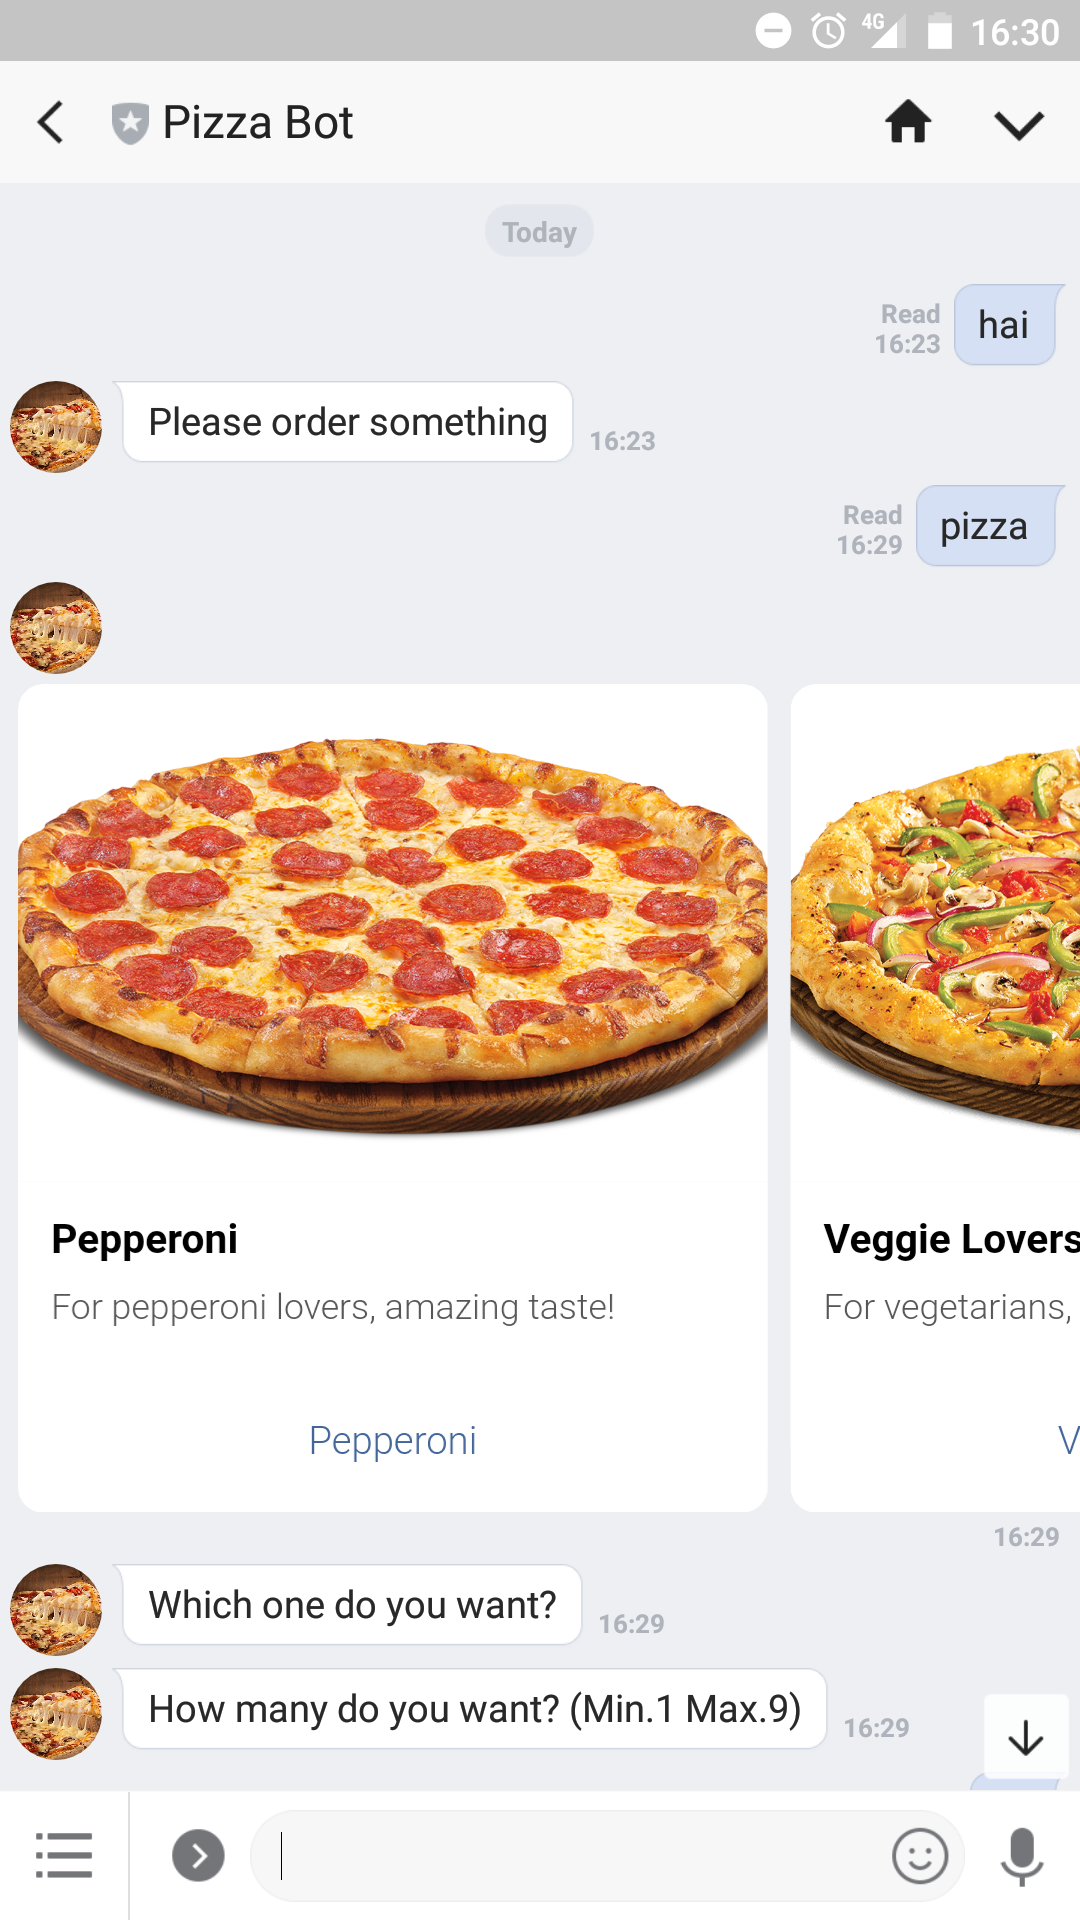 4G 16:30
Pizza Bot
Today
Read
16:23
hai
Please order something
16:23
Read
16:29
pizza
Pepperoni
For pepperoni lovers, amazing taste!
Pepperoni
Veggie Lovers
For vegetarians,
V
16:29
Which one do you want?
16:29
How many do you want? (Min.1 Max.9)
16:29